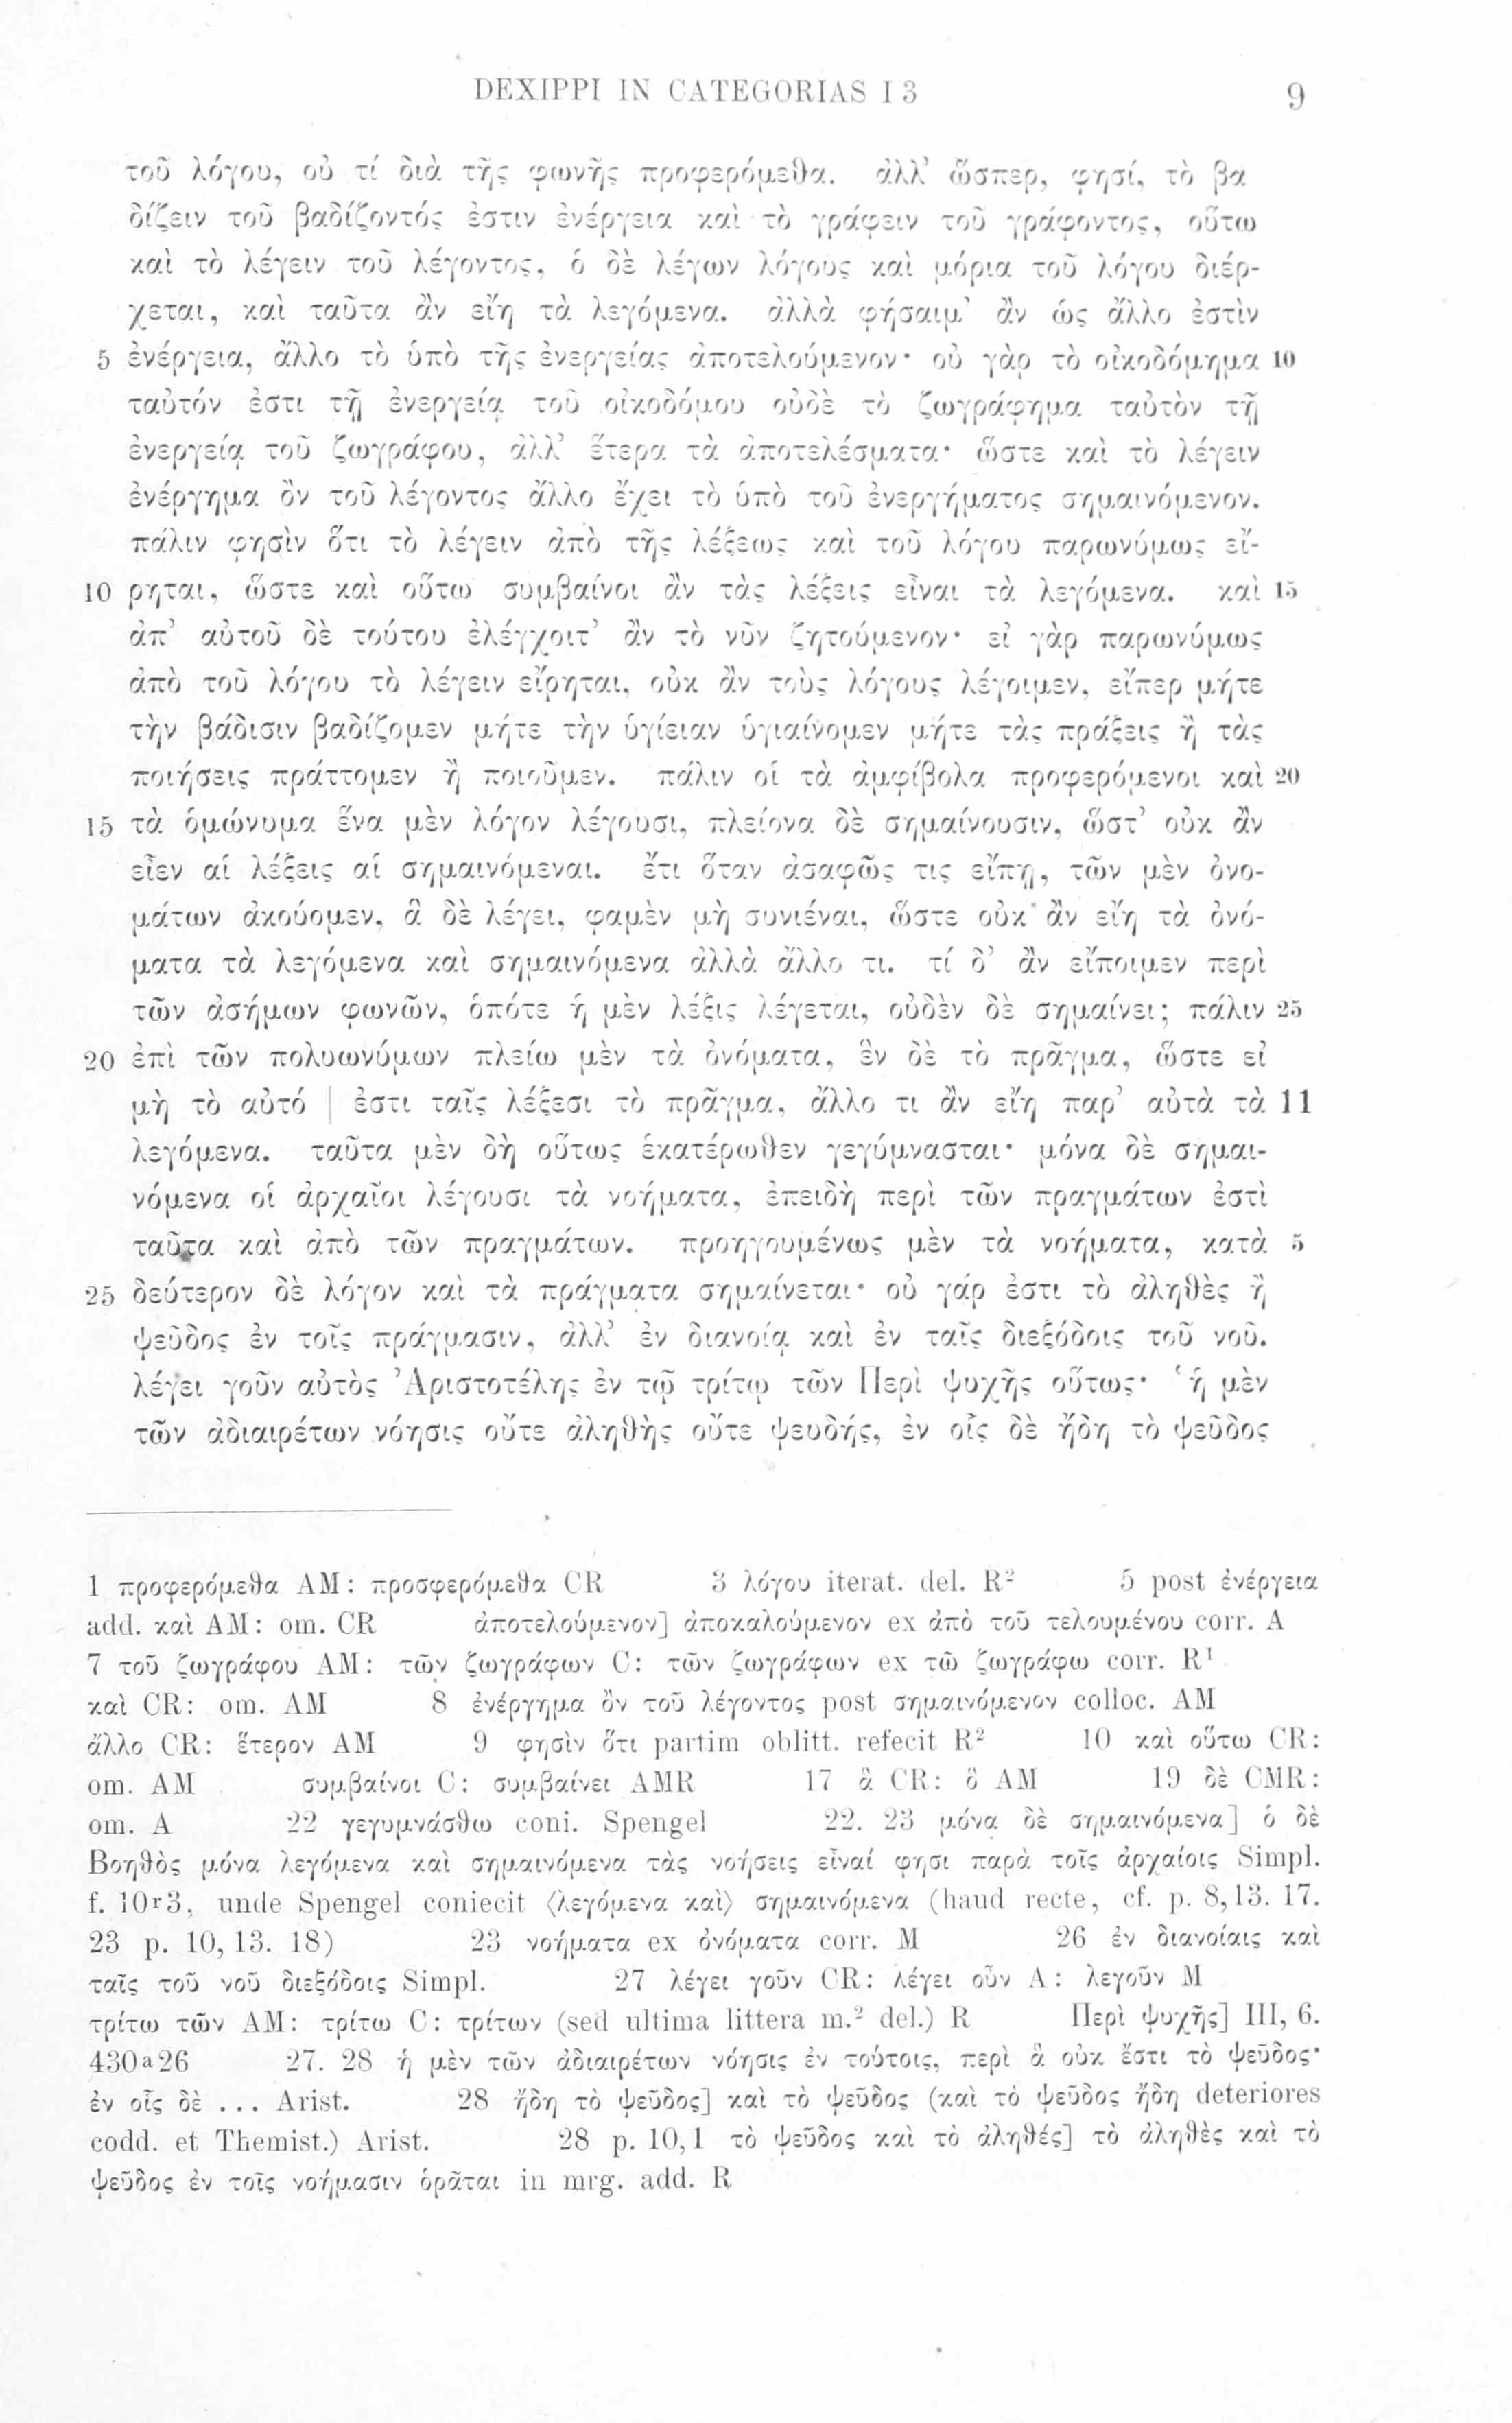 DEXIPPI IN CATEGORIAS I 3 9
τοῦ λόγου, οὐ τί διὰ τῆς φωνῆς προφερόμεθα. ἀλλ’ ὥσπερ, φησί, τὸ βα
δίζειν τοῦ βαδίζοντός ἐστιν ἐνέργεια καὶ τὸ γράφειν τοῦ γράφοντος, οὕτω
καὶ τὸ λέγειν τοῦ λέγοντος, ὁ δὲ λέγων λόγους καὶ μόρια τοῦ λόγου διέρ-
χεται, καὶ ταῦτα ἂν εἴη τὰ λεγόμενα. ἀλλὰ φήσαιμ’ ἂν ὡς ἄλλο ἐστὶν
5 ἐνέργεια, ἄλλο τὸ ὑπὸ τῆς ἐνεργείας ἀποτελούμενον· οὐ γὰρ τὸ οἰκοδόμημα 10
ταὐτόν ἐστι τῇ ἐνεργείᾳ τοῦ οἰκοδόμου οὐδὲ τὸ ζωγράφημα ταὐτὸν τῇ
ἐνεργείᾳ τοῦ ζωγράφου, ἀλλ’ ἕτερα τὰ ἀποτελέσματα· ὥστε καὶ τὸ λέγειν
ἐνέργημα ὂν τοῦ λέγοντος ἄλλο ἔχει τὸ ὑπὸ τοῦ ἐνεργήματος σημαινόμενον.
πάλιν φησὶν ὅτι τὸ λέγειν ἀπὸ τῆς λέξεως καὶ τοῦ λόγου παρωνύμως εἴ-
10 ρηται, ὥστε καὶ οὕτω συμβαίνοι ἂν τὰς λέξεις εἶναι τὰ λεγόμενα. καὶ 15
ἀπ’ αὐτοῦ δὲ τούτου ἐλέγχοιτ’ ἂν τὸ νῦν ζητούμενον· εἰ γὰρ παρωνύμως
ἀπὸ τοῦ λόγου τὸ λέγειν εἴρηται, οὐκ ἂν τοὺς λόγους λέγοιμεν, εἴπερ μήτε
τὴν βάδισιν βαδίζομεν μήτε τὴν ὑγίειαν ὑγιαίνομεν μήτε τὰς πράξεις ἢ τὰς
ποιήσεις πράττομεν ἢ ποιοῦμεν. πάλιν οἱ τὰ ἀμφίβολα προφερόμενοι καὶ 20
15 τὰ ὁμώνυμα ἕνα μὲν λόγον λέγουσι, πλείονα δὲ σημαίνουσιν, ὥστ’ οὐκ ἂν
εἶεν αἱ λέξεις αἱ σημαινόμεναι. ἔτι ὅταν ἀσαφῶς τις εἴπῃ, τῶν μὲν ὀνο-
μάτων ἀκούομεν, ἃ δὲ λέγει, φαμὲν μὴ συνιέναι, ὥστε οὐκ ἂν εἴη τὰ ὀνό-
ματα τὰ λεγόμενα καὶ σημαινόμενα ἀλλὰ ἄλλο τι. τί δ’ ἂν εἴποιμεν περὶ
τῶν ἀσήμων φωνῶν, ὁπότε ἡ μὲν λέξις λέγεται, οὐδὲν δὲ σημαίνει; πάλιν 25
20 ἐπὶ τῶν πολυωνύμων πλείω μὲν τὰ ὀνόματα, ἓν δὲ τὸ πρᾶγμα, ὥστε εἰ
μὴ τὸ αὐτό | ἐστι ταῖς λέξεσι τὸ πρᾶγμα, ἄλλο τι ἂν εἴη παρ’ αὐτὰ τὰ 11
λεγόμενα. ταῦτα μὲν δὴ οὕτως ἑκατέρωθεν γεγύμνασται· μόνα δὲ σημαι-
νόμενα οἱ ἀρχαῖοι λέγουσι τὰ νοήματα, ἐπειδὴ περὶ τῶν πραγμάτων ἐστὶ
ταῦτα καὶ ἀπὸ τῶν πραγμάτων. προηγουμένως μὲν τὰ νοήματα, κατὰ 5
25 δεύτερον δὲ λόγον καὶ τὰ πράγματα σημαίνεται· οὐ γάρ ἐστι τὸ ἀληθὲς ἢ
ψεῦδος ἐν τοῖς πράγμασιν, ἀλλ’ ἐν διανοίᾳ καὶ ἐν ταῖς διεξόδοις τοῦ νοῦ.
λέγει γοῦν αὐτὸς Ἀριστοτέλης ἐν τῷ τρίτῳ τῶν Περὶ ψυχῆς οὕτως· ‘ἡ μὲν
τῶν ἀδιαιρέτων νόησις οὔτε ἀληθὴς οὔτε ψευδής, ἐν οἷς δὲ ἤδη τὸ ψεῦδος
1 προφερόμεθα AM: προσφερόμεθα CR 3 λόγου iterat. del. R² 5 post ἐνέργεια
add. καὶ AM: om. CR ἀποτελούμενον] ἀποκαλούμενον ex ἀπὸ τοῦ τελουμένου corr. A
7 τοῦ ζωγράφου AM: τῶν ζωγράφων C: τῶν ζωγράφων ex τῶ ζωγράφω corr. R¹
καὶ CR: om. AM 8 ἐνέργημα ὂν τοῦ λέγοντος post σημαινόμενον colloc. AM
ἄλλο CR: ἕτερον AM 9 φησὶν ὅτι partim oblitt. refecit R² 10 καὶ οὕτω CR:
om. AM συμβαίνοι C: συμβαίνει AMR 17 ἃ CR: ὃ AM 19 δὲ CMR:
om. A 22 γεγυμνάσθω coni. Spengel 22. 23 μόνα δὲ σημαινόμενα] ὁ δὲ
Βοηθὸς μόνα λεγόμενα καὶ σημαινόμενα τὰς νοήσεις εἶναί φησι παρὰ τοῖς ἀρχαίοις Simpl.
f. 10r3, unde Spengel coniecit ⟨λεγόμενα καὶ⟩ σημαινόμενα (haud recte, cf. p. 8,13. 17.
23 p. 10,13. 18) 23 νοήματα ex ὀνόματα corr. M 26 ἐν διανοίαις καὶ
ταῖς τοῦ νοῦ διεξόδοις Simpl. 27 λέγει γοῦν CR: λέγει οὖν A: λεγοῦν M
τρίτω τῶν AM: τρίτω C: τρίτων (sed ultima littera m.² del.) R Περὶ ψυχῆς] III, 6.
430a26 27. 28 ἡ μὲν τῶν ἀδιαιρέτων νόησις ἐν τούτοις, περὶ ἃ οὐκ ἔστι τὸ ψεῦδος·
ἐν οἷς δὲ ... Arist. 28 ἤδη τὸ ψεῦδος] καὶ τὸ ψεῦδος (καὶ τὸ ψεῦδος ἤδη deteriores
codd. et Themist.) Arist. 28 p. 10,1 τὸ ψεῦδος καὶ τὸ ἀληθές] τὸ ἀληθὲς καὶ τὸ
ψεῦδος ἐν τοῖς νοήμασιν ὁρᾶται in mrg. add. R